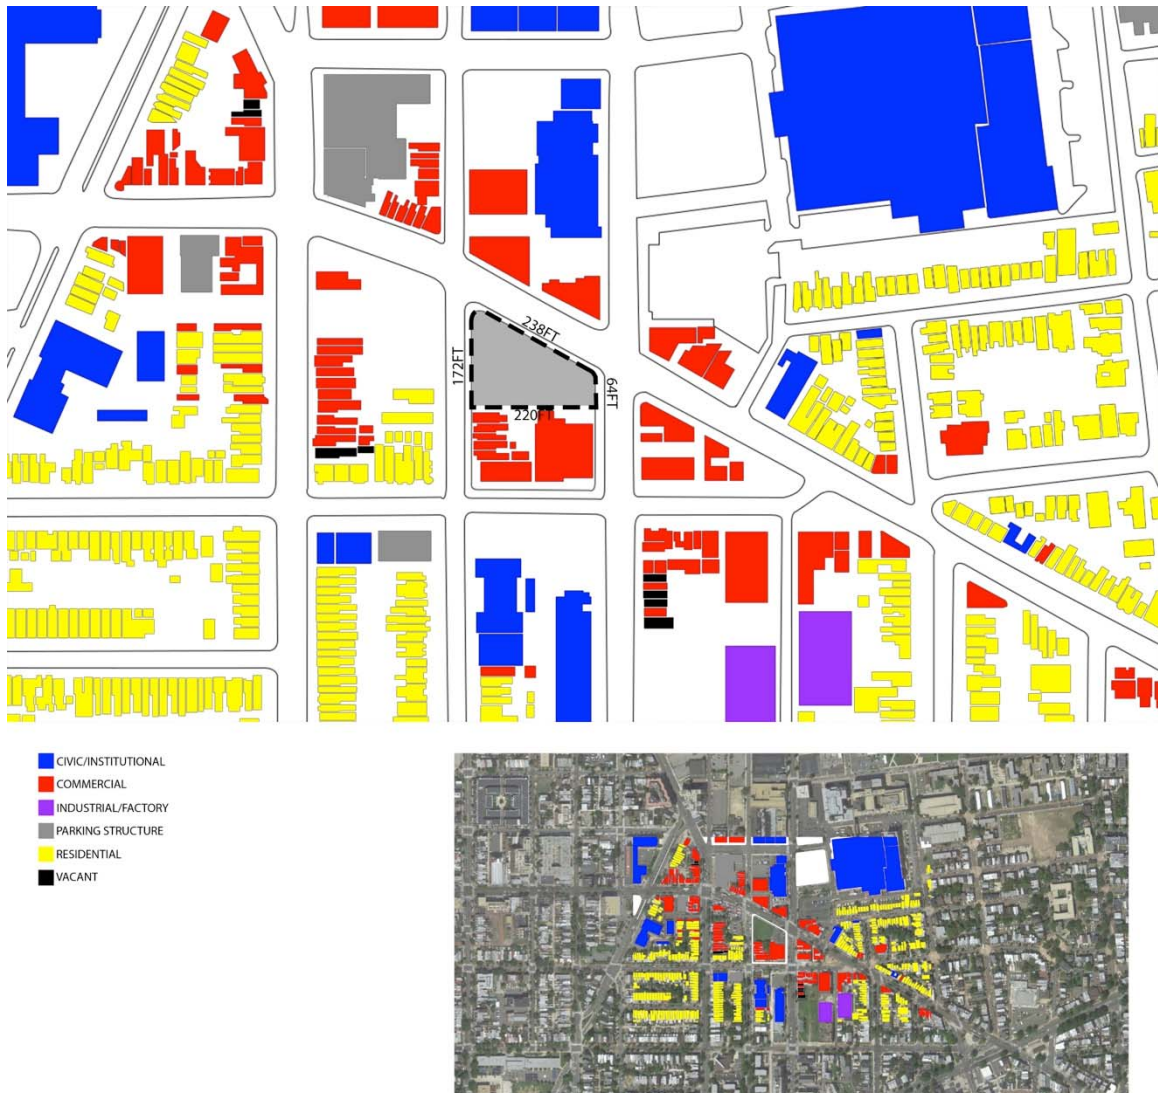 238FT
172FT
64FT
220FT
CIVIC/INSTITUTIONAL
COMMERCIAL
INDUSTRIAL/FACTORY
PARKING STRUCTURE
RESIDENTIAL
VACANT